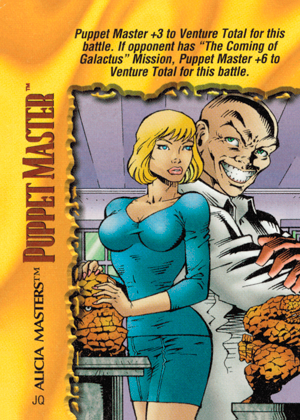 Puppet Master +3 to Venture Total for this
battle. If opponent has "The Coming of
Galactus" Mission, Puppet Master +6 to
Venture Total for this battle.
PUPPET MASTER™
ALICIA MASTERS™
JQ